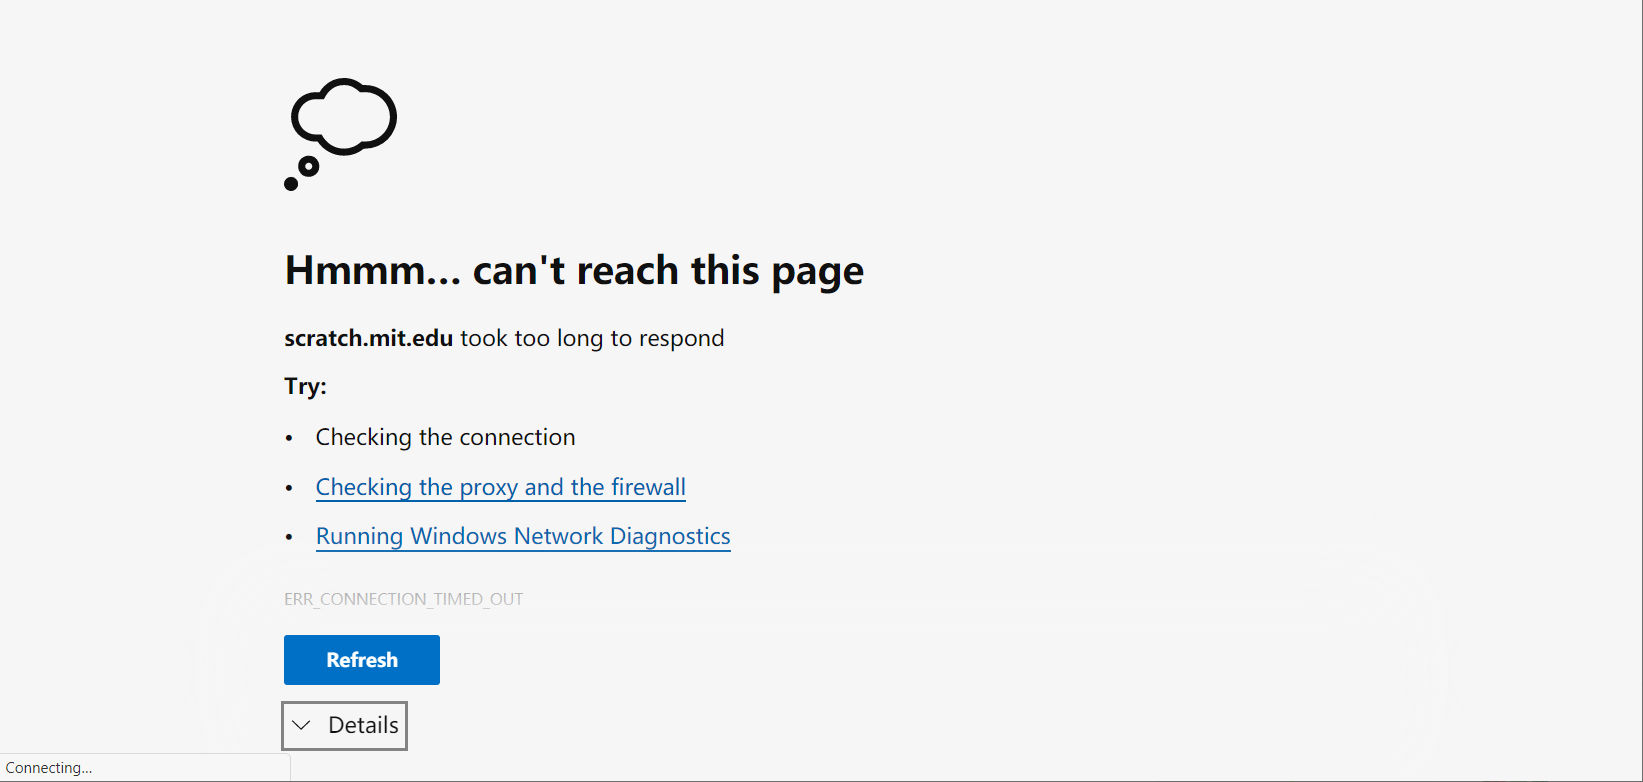 Hmmm... can't reach this page
scratch.mit.edu took too long to respond
Try:
• Checking the connection
• Checking the proxy and the firewall
• Running Windows Network Diagnostics
ERR_CONNECTION_TIMED_OUT
Refresh
Details
Connecting...